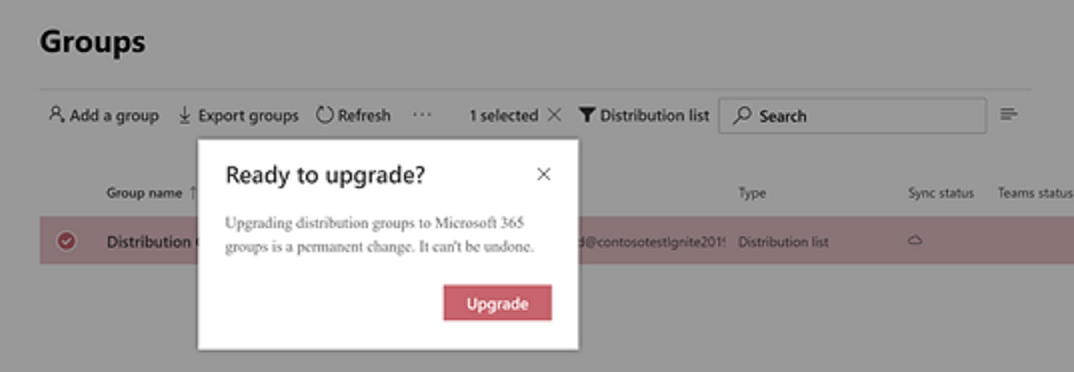 Groups
Add a group Export groups Refresh ... 1 selected Distribution list Search
Ready to upgrade?
Group name Type Sync status Teams status
Upgrading distribution groups to Microsoft 365
groups is a permanent change. It can't be undone.
Distribution d@contosotestIgnite201 Distribution list
Upgrade